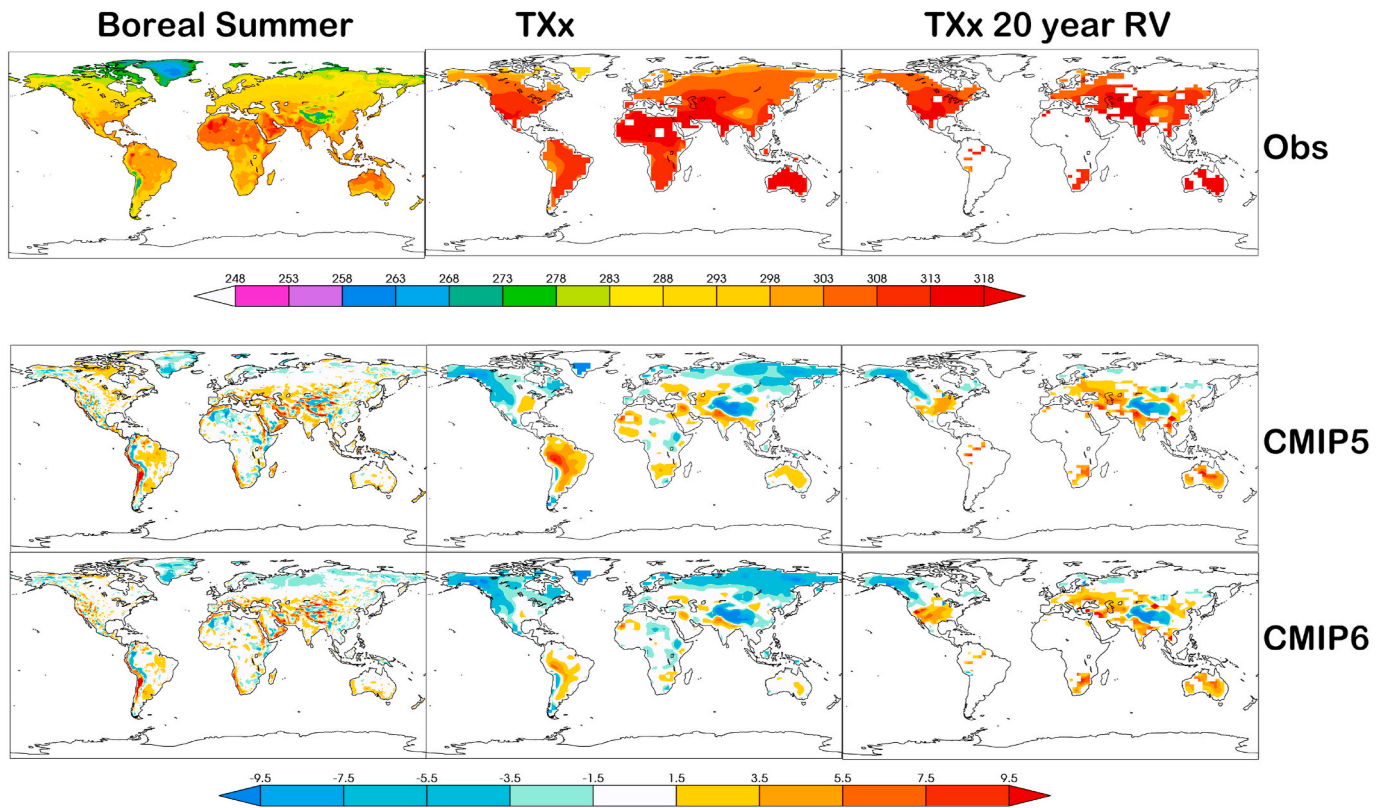 Boreal Summer TXx TXx 20 year RV
Obs
248 253 258 263 268 273 278 283 288 293 298 303 308 313 318
CMIP5
CMIP6
-9.5 -7.5 -5.5 -3.5 -1.5 1.5 3.5 5.5 7.5 9.5